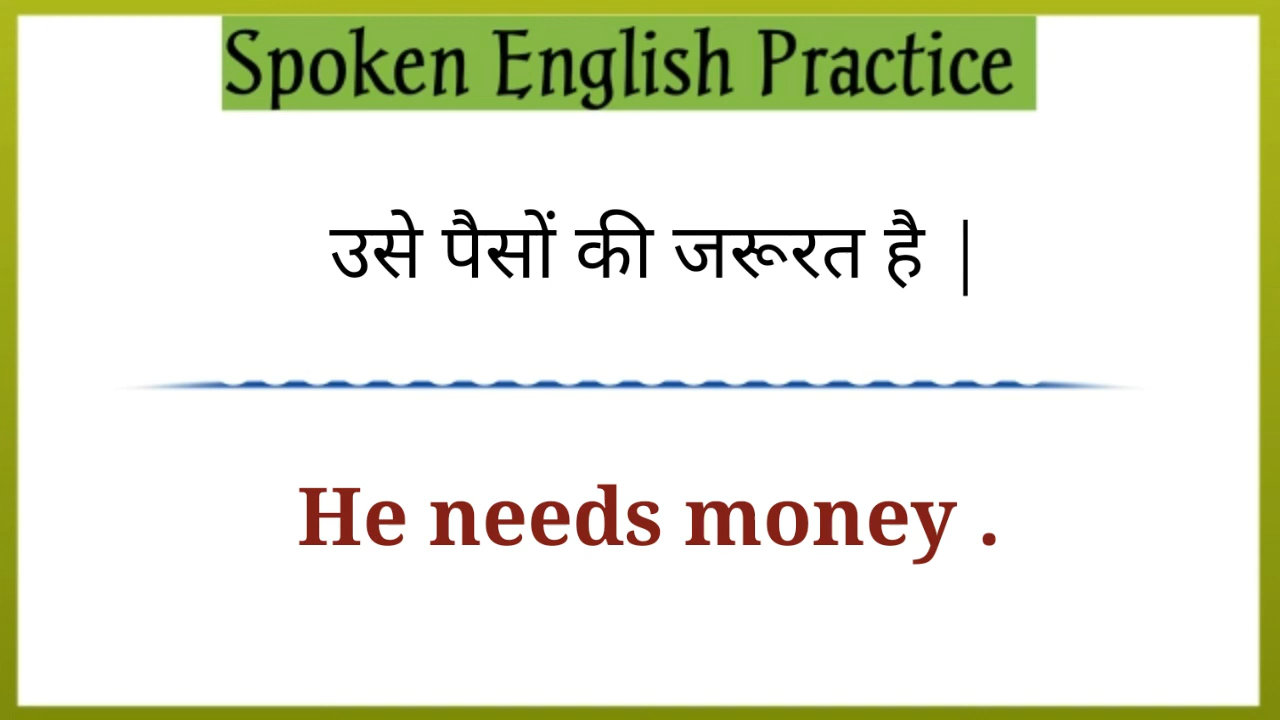 Spoken English Practice
उसे पैसों की जरूरत है |
He needs money .